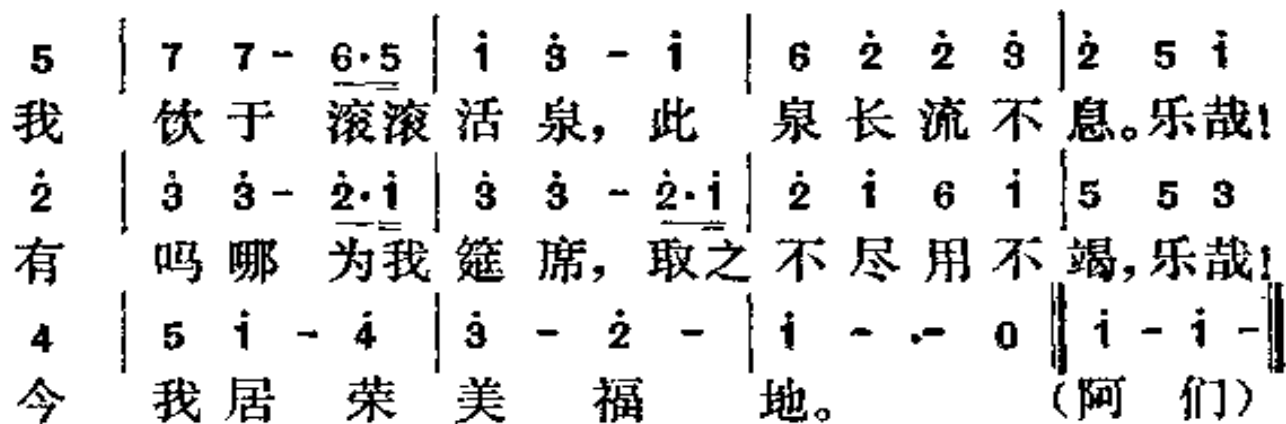 5 | 7 7 - 6·5 | i̇ 3̇ - i̇ | 6 2̇ 2̇ 3̇ | 2̇ 5 i̇
我 饮于 滚滚 活泉，此 泉长流不息。乐哉！
2̇ | 3̇ 3̇ - 2̇·i̇ | 3̇ 3̇ - 2̇·i̇ | 2̇ i̇ 6 i̇ | 5 5 3
有 吗哪 为我 筵席，取之不尽用不竭，乐哉！
4 | 5 i̇ - 4̇ | 3̇ - 2̇ - | i̇ - ·- 0 ‖ i̇ - i̇ - ‖
今 我居 荣 美 福 地。 （阿 们）